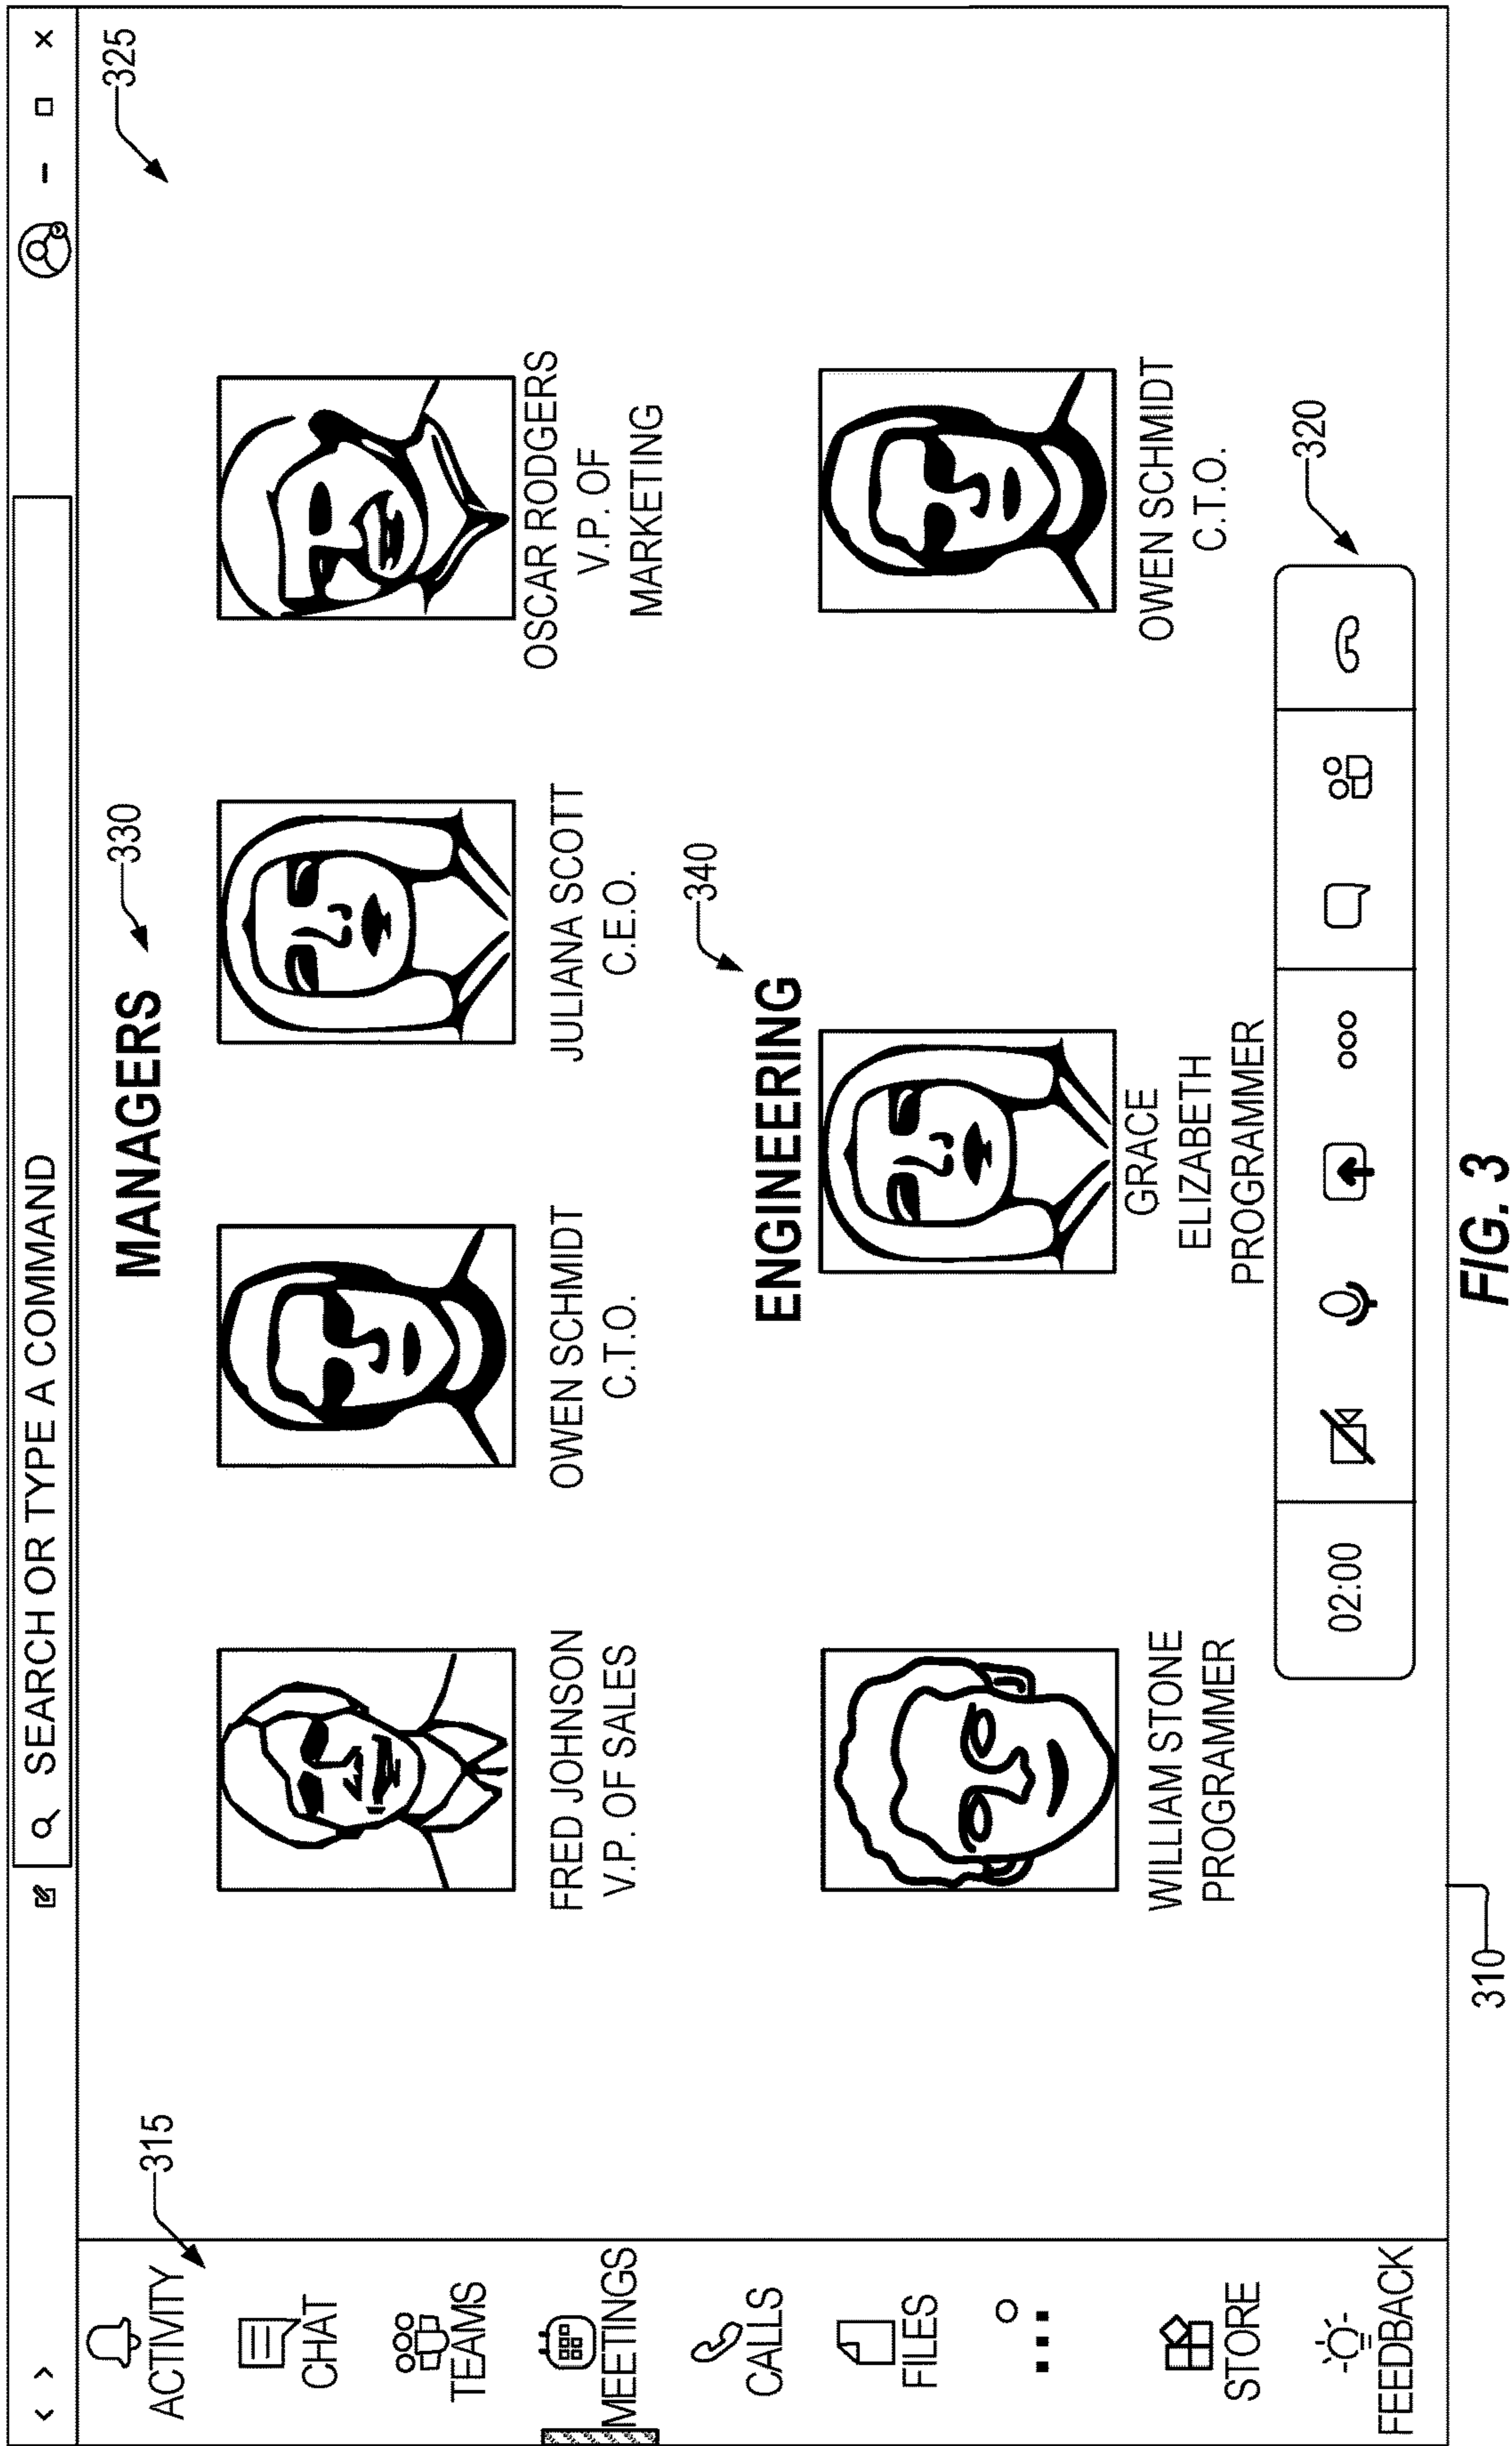 < >
SEARCH OR TYPE A COMMAND
ACTIVITY
CHAT
TEAMS
MEETINGS
CALLS
FILES
STORE
FEEDBACK
315
325
MANAGERS
330
FRED JOHNSON
V.P. OF SALES
OWEN SCHMIDT
C.T.O.
JULIANA SCOTT
C.E.O.
OSCAR RODGERS
V.P. OF
MARKETING
ENGINEERING
340
WILLIAM STONE
PROGRAMMER
GRACE
ELIZABETH
PROGRAMMER
OWEN SCHMIDT
C.T.O.
320
02:00
310
FIG. 3